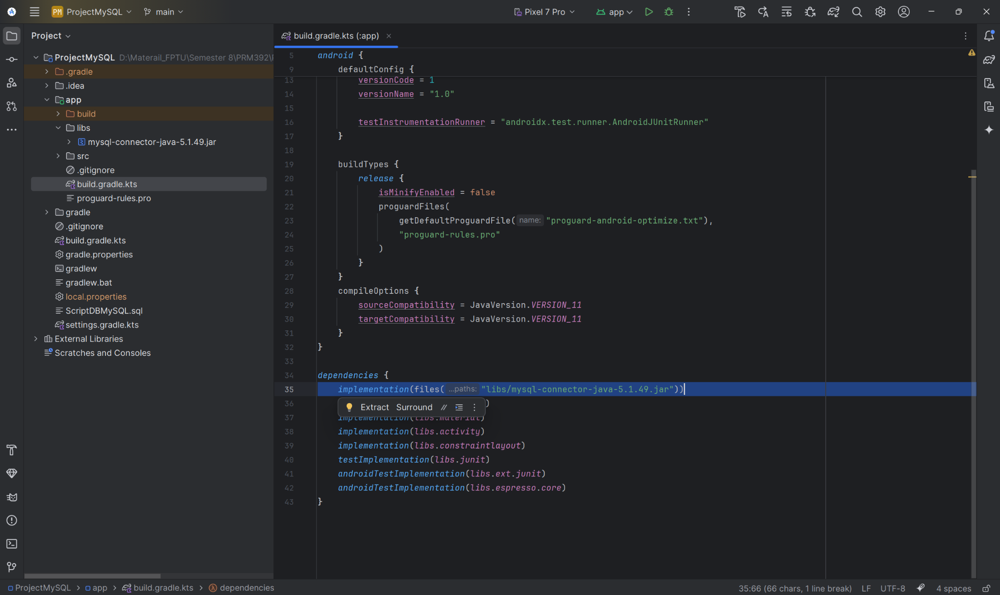 PM ProjectMySQL main Pixel 7 Pro app
Project
build.gradle.kts (:app)
ProjectMySQL D:\Materail_FPTU\Semester 8\PRM392\
.gradle
.idea
app
build
libs
mysql-connector-java-5.1.49.jar
src
.gitignore
build.gradle.kts
proguard-rules.pro
gradle
.gitignore
build.gradle.kts
gradle.properties
gradlew
gradlew.bat
local.properties
ScriptDBMySQL.sql
settings.gradle.kts
External Libraries
Scratches and Consoles
5 android {
9 defaultConfig {
13 versionCode = 1
14 versionName = "1.0"
15
16 testInstrumentationRunner = "androidx.test.runner.AndroidJUnitRunner"
17 }
18
19 buildTypes {
20 release {
21 isMinifyEnabled = false
22 proguardFiles(
23 getDefaultProguardFile( name: "proguard-android-optimize.txt"),
24 "proguard-rules.pro"
25 )
26 }
27 }
28 compileOptions {
29 sourceCompatibility = JavaVersion.VERSION_11
30 targetCompatibility = JavaVersion.VERSION_11
31 }
32 }
33
34 dependencies {
35 implementation(files( ...paths: "libs/mysql-connector-java-5.1.49.jar"))
36 )
Extract Surround
37 implementation(libs.material)
38 implementation(libs.activity)
39 implementation(libs.constraintlayout)
40 testImplementation(libs.junit)
41 androidTestImplementation(libs.ext.junit)
42 androidTestImplementation(libs.espresso.core)
43 }
ProjectMySQL > app > build.gradle.kts > dependencies
35:66 (66 chars, 1 line break) LF UTF-8 4 spaces